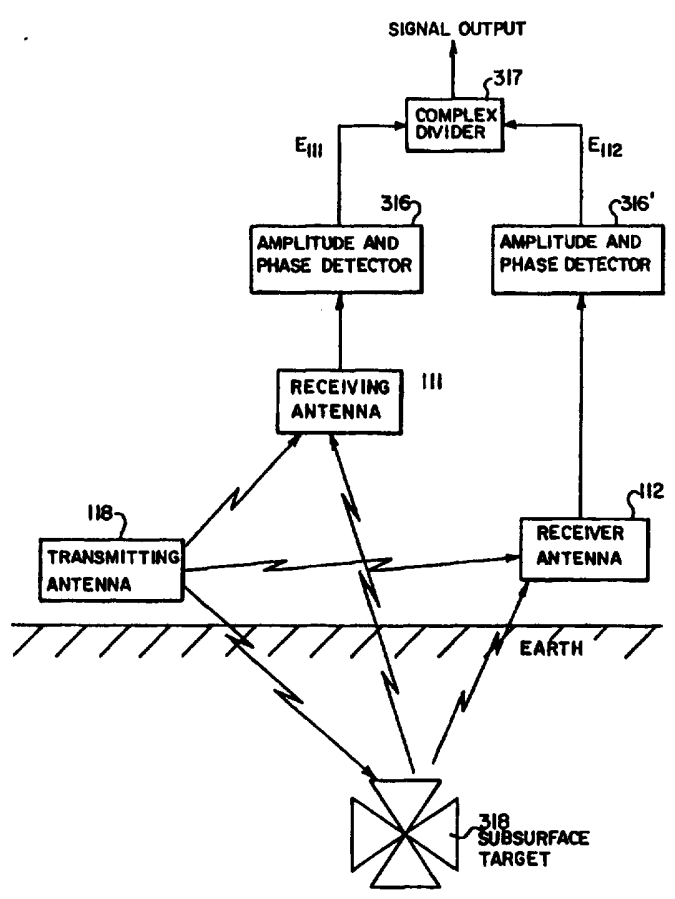 SIGNAL OUTPUT
317
COMPLEX
DIVIDER
E111
E112
316
316'
AMPLITUDE AND
PHASE DETECTOR
AMPLITUDE AND
PHASE DETECTOR
RECEIVING
ANTENNA
111
118
TRANSMITTING
ANTENNA
112
RECEIVER
ANTENNA
EARTH
318
SUBSURFACE
TARGET